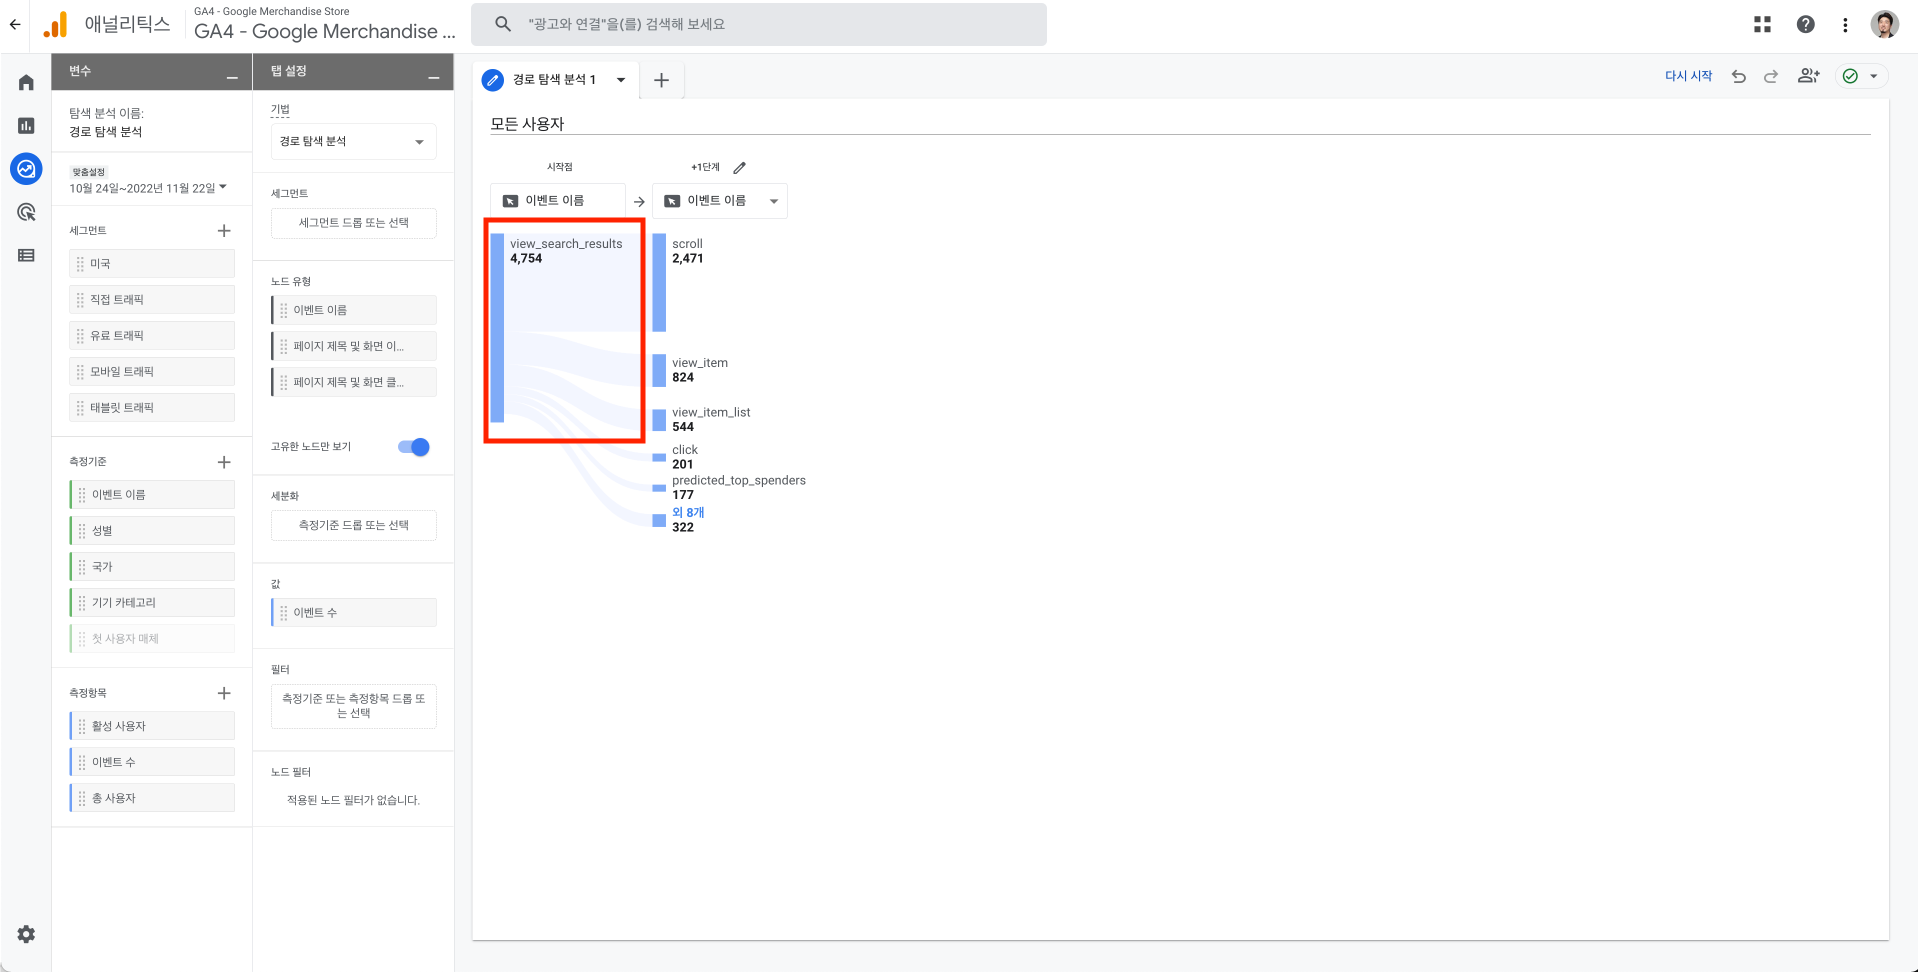 애널리틱스
GA4 - Google Merchandise Store
GA4 - Google Merchandise ...
"광고와 연결"을(를) 검색해 보세요
변수
탐색 분석 이름:
경로 탐색 분석
맞춤설정
10월 24일~2022년 11월 22일
세그먼트
미국
직접 트래픽
유료 트래픽
모바일 트래픽
태블릿 트래픽
측정기준
이벤트 이름
성별
국가
기기 카테고리
첫 사용자 매체
측정항목
활성 사용자
이벤트 수
총 사용자
탭 설정
기법
경로 탐색 분석
세그먼트
세그먼트 드롭 또는 선택
노드 유형
이벤트 이름
페이지 제목 및 화면 이...
페이지 제목 및 화면 클...
고유한 노드만 보기
세분화
측정기준 드롭 또는 선택
값
이벤트 수
필터
측정기준 또는 측정항목 드롭 또
는 선택
노드 필터
적용된 노드 필터가 없습니다.
경로 탐색 분석 1
다시 시작
모든 사용자
시작점
+1단계
이벤트 이름
이벤트 이름
view_search_results
4,754
scroll
2,471
view_item
824
view_item_list
544
click
201
predicted_top_spenders
177
외 8개
322